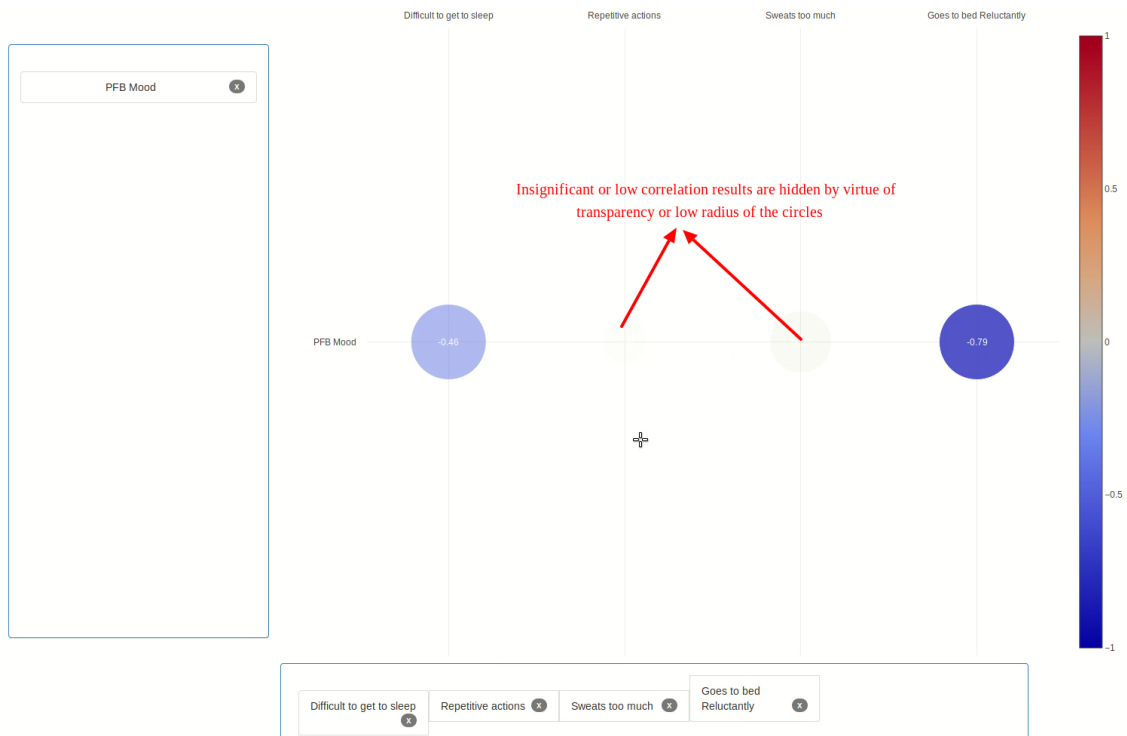 Difficult to get to sleep
Repetitive actions
Sweats too much
Goes to bed Reluctantly
PFB Mood
x
1
0.5
0
−0.5
−1
Insignificant or low correlation results are hidden by virtue of
transparency or low radius of the circles
PFB Mood
-0.46
-0.79
Difficult to get to sleep
x
Repetitive actions
x
Sweats too much
x
Goes to bed
Reluctantly
x